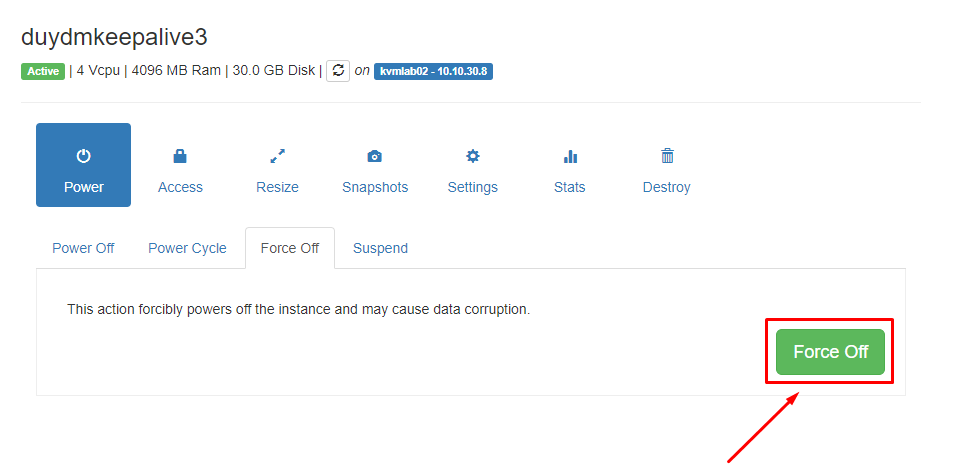 duydmkeepalive3
Active | 4 Vcpu | 4096 MB Ram | 30.0 GB Disk | on kvmlab02 - 10.10.30.8
Power Access Resize Snapshots Settings Stats Destroy
Power Off Power Cycle Force Off Suspend
This action forcibly powers off the instance and may cause data corruption.
Force Off